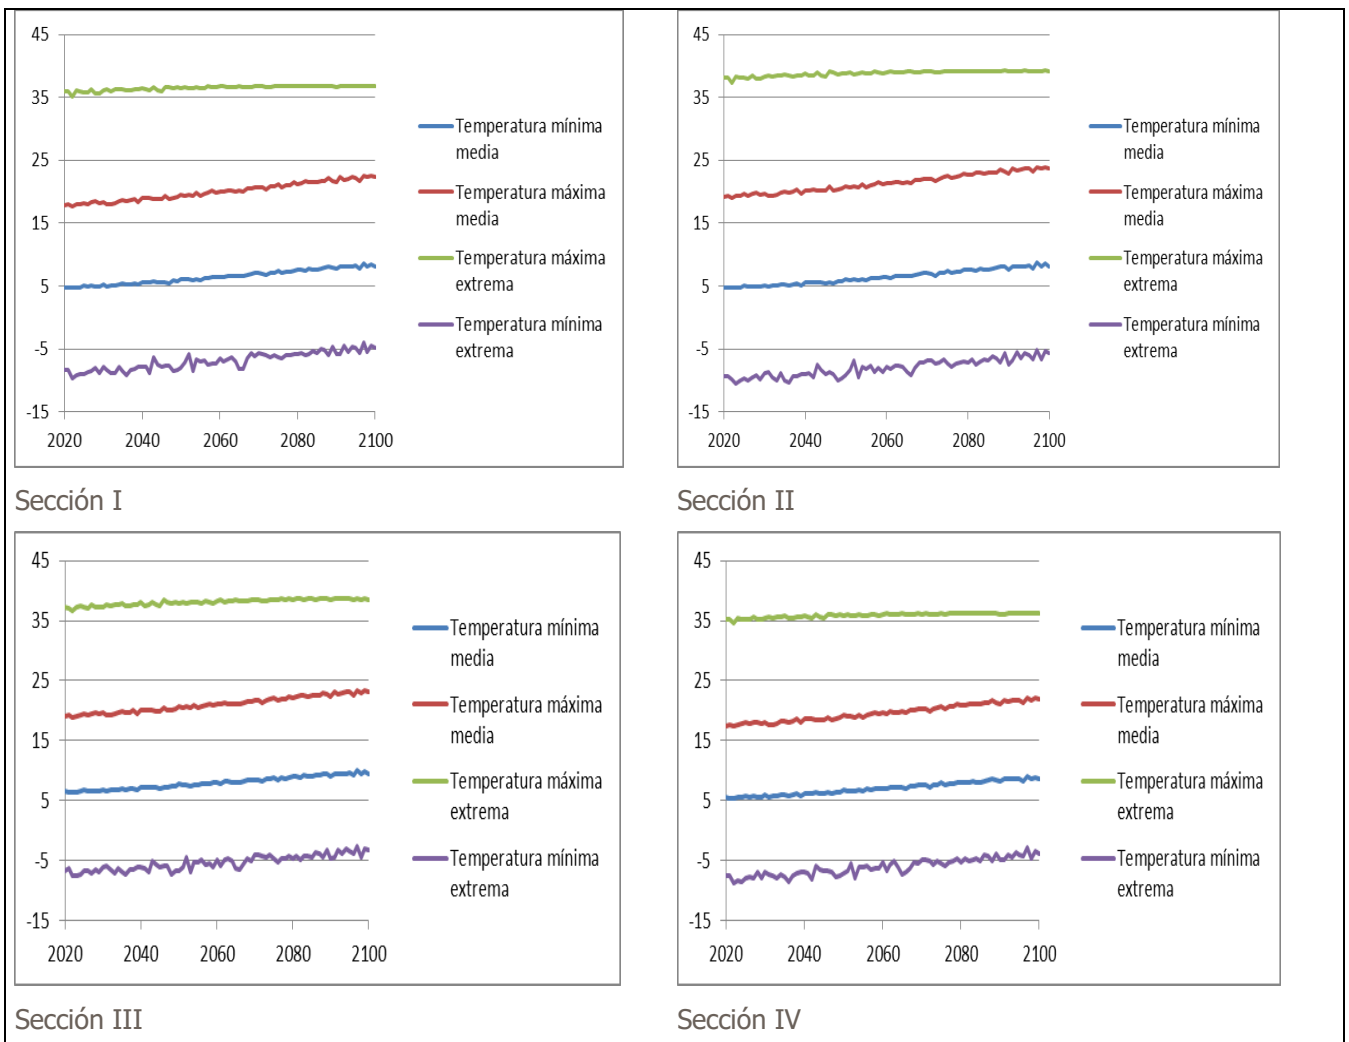 45
35
25
15
5
-5
-15
2020 2040 2060 2080 2100
Temperatura mínima
media
Temperatura máxima
media
Temperatura máxima
extrema
Temperatura mínima
extrema
Sección I
45
35
25
15
5
-5
-15
2020 2040 2060 2080 2100
Temperatura mínima
media
Temperatura máxima
media
Temperatura máxima
extrema
Temperatura mínima
extrema
Sección II
45
35
25
15
5
-5
-15
2020 2040 2060 2080 2100
Temperatura mínima
media
Temperatura máxima
media
Temperatura máxima
extrema
Temperatura mínima
extrema
Sección III
45
35
25
15
5
-5
-15
2020 2040 2060 2080 2100
Temperatura mínima
media
Temperatura máxima
media
Temperatura máxima
extrema
Temperatura mínima
extrema
Sección IV